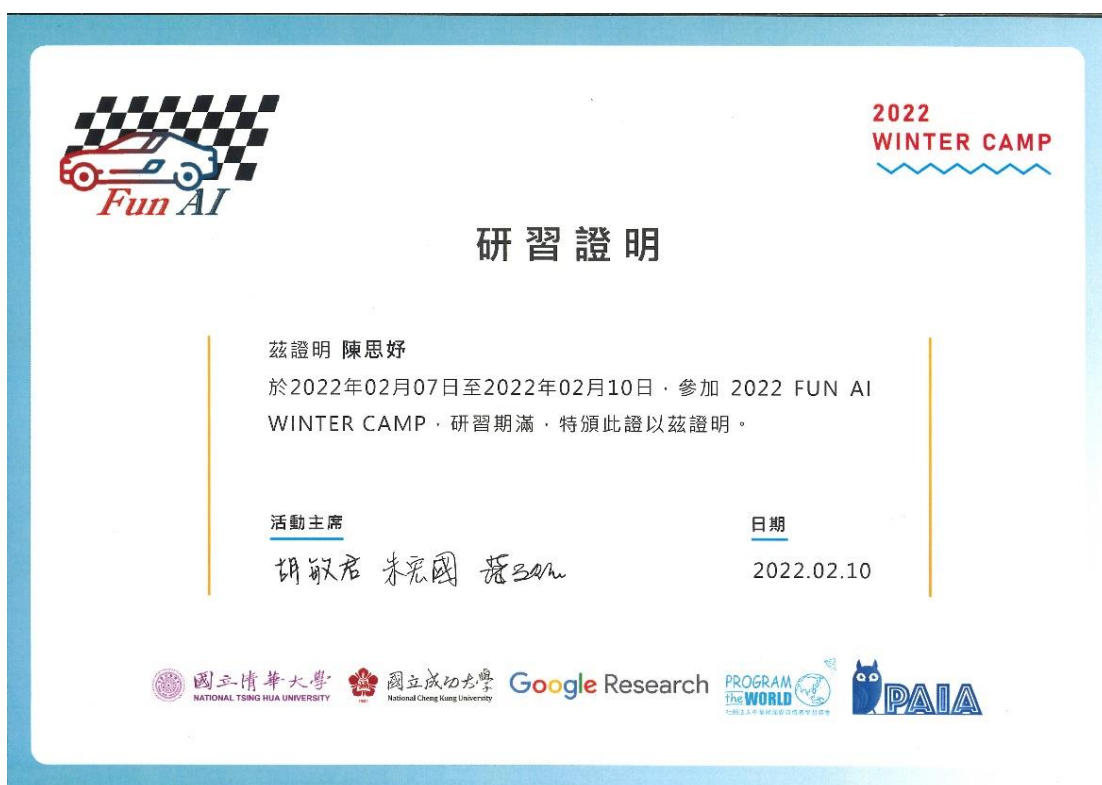 2022
WINTER CAMP
Fun AI
研習證明
茲證明 陳思妤
於2022年02月07日至2022年02月10日，參加 2022 FUN AI
WINTER CAMP，研習期滿，特頒此證以茲證明。
活動主席
日期
胡敏君 朱宏國
2022.02.10
國立清華大學
NATIONAL TSING HUA UNIVERSITY
國立成功大學
National Cheng Kung University
Google Research
PROGRAM
the WORLD
PAIA